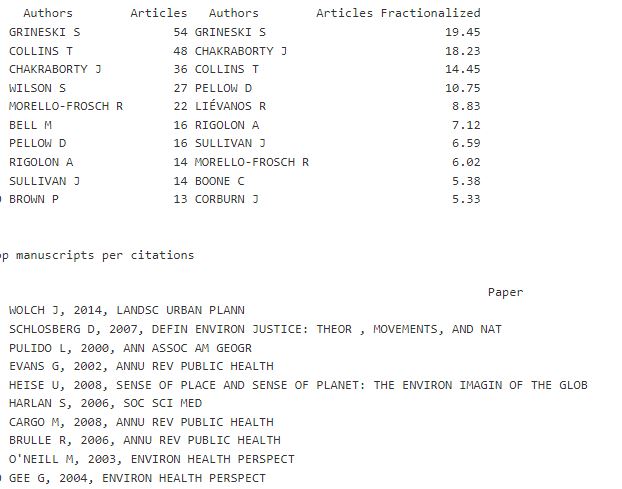 Authors Articles Authors Articles Fractionalized
GRINESKI S 54 GRINESKI S 19.45
COLLINS T 48 CHAKRABORTY J 18.23
CHAKRABORTY J 36 COLLINS T 14.45
WILSON S 27 PELLOW D 10.75
MORELLO-FROSCH R 22 LIÉVANOS R 8.83
BELL M 16 RIGOLON A 7.12
PELLOW D 16 SULLIVAN J 6.59
RIGOLON A 14 MORELLO-FROSCH R 6.02
SULLIVAN J 14 BOONE C 5.38
BROWN P 13 CORBURN J 5.33
p manuscripts per citations
Paper
WOLCH J, 2014, LANDSC URBAN PLANN
SCHLOSBERG D, 2007, DEFIN ENVIRON JUSTICE: THEOR , MOVEMENTS, AND NAT
PULIDO L, 2000, ANN ASSOC AM GEOGR
EVANS G, 2002, ANNU REV PUBLIC HEALTH
HEISE U, 2008, SENSE OF PLACE AND SENSE OF PLANET: THE ENVIRON IMAGIN OF THE GLOB
HARLAN S, 2006, SOC SCI MED
CARGO M, 2008, ANNU REV PUBLIC HEALTH
BRULLE R, 2006, ANNU REV PUBLIC HEALTH
O'NEILL M, 2003, ENVIRON HEALTH PERSPECT
GEE G, 2004, ENVIRON HEALTH PERSPECT